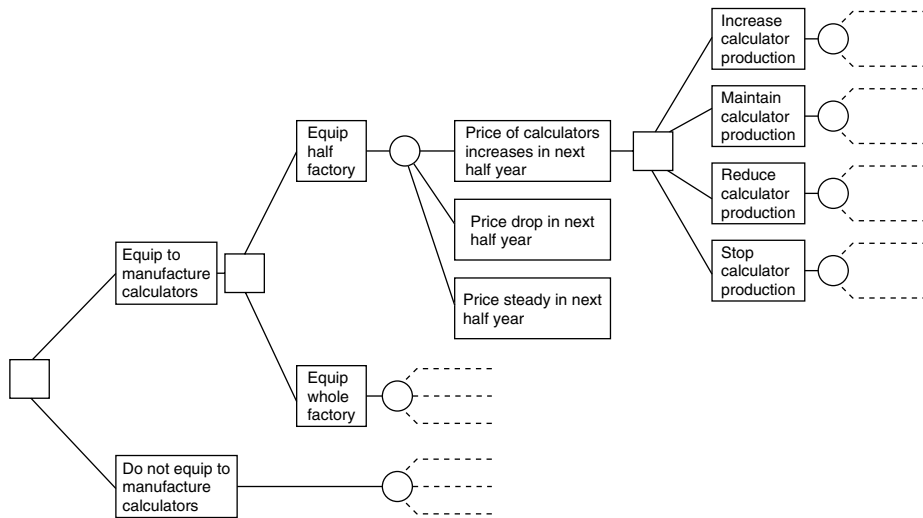 Increase
calculator
production
Maintain
calculator
production
Equip
half
factory
Price of calculators
increases in next
half year
Reduce
calculator
production
Price drop in next
half year
Equip to
manufacture
calculators
Stop
calculator
production
Price steady in next
half year
Equip
whole
factory
Do not equip to
manufacture
calculators